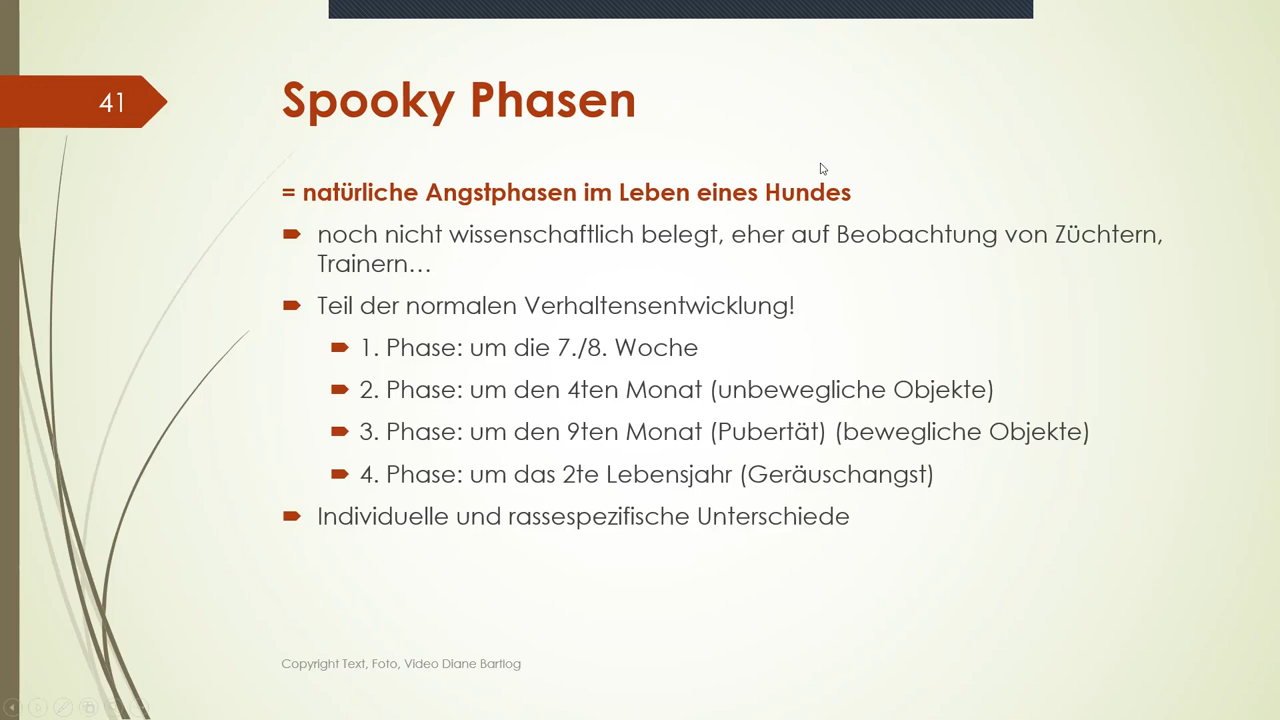 41
Spooky Phasen
= natürliche Angstphasen im Leben eines Hundes
noch nicht wissenschaftlich belegt, eher auf Beobachtung von Züchtern,
Trainern…
Teil der normalen Verhaltensentwicklung!
1. Phase: um die 7./8. Woche
2. Phase: um den 4ten Monat (unbewegliche Objekte)
3. Phase: um den 9ten Monat (Pubertät) (bewegliche Objekte)
4. Phase: um das 2te Lebensjahr (Geräuschangst)
Individuelle und rassespezifische Unterschiede
Copyright Text, Foto, Video Diane Bartlog